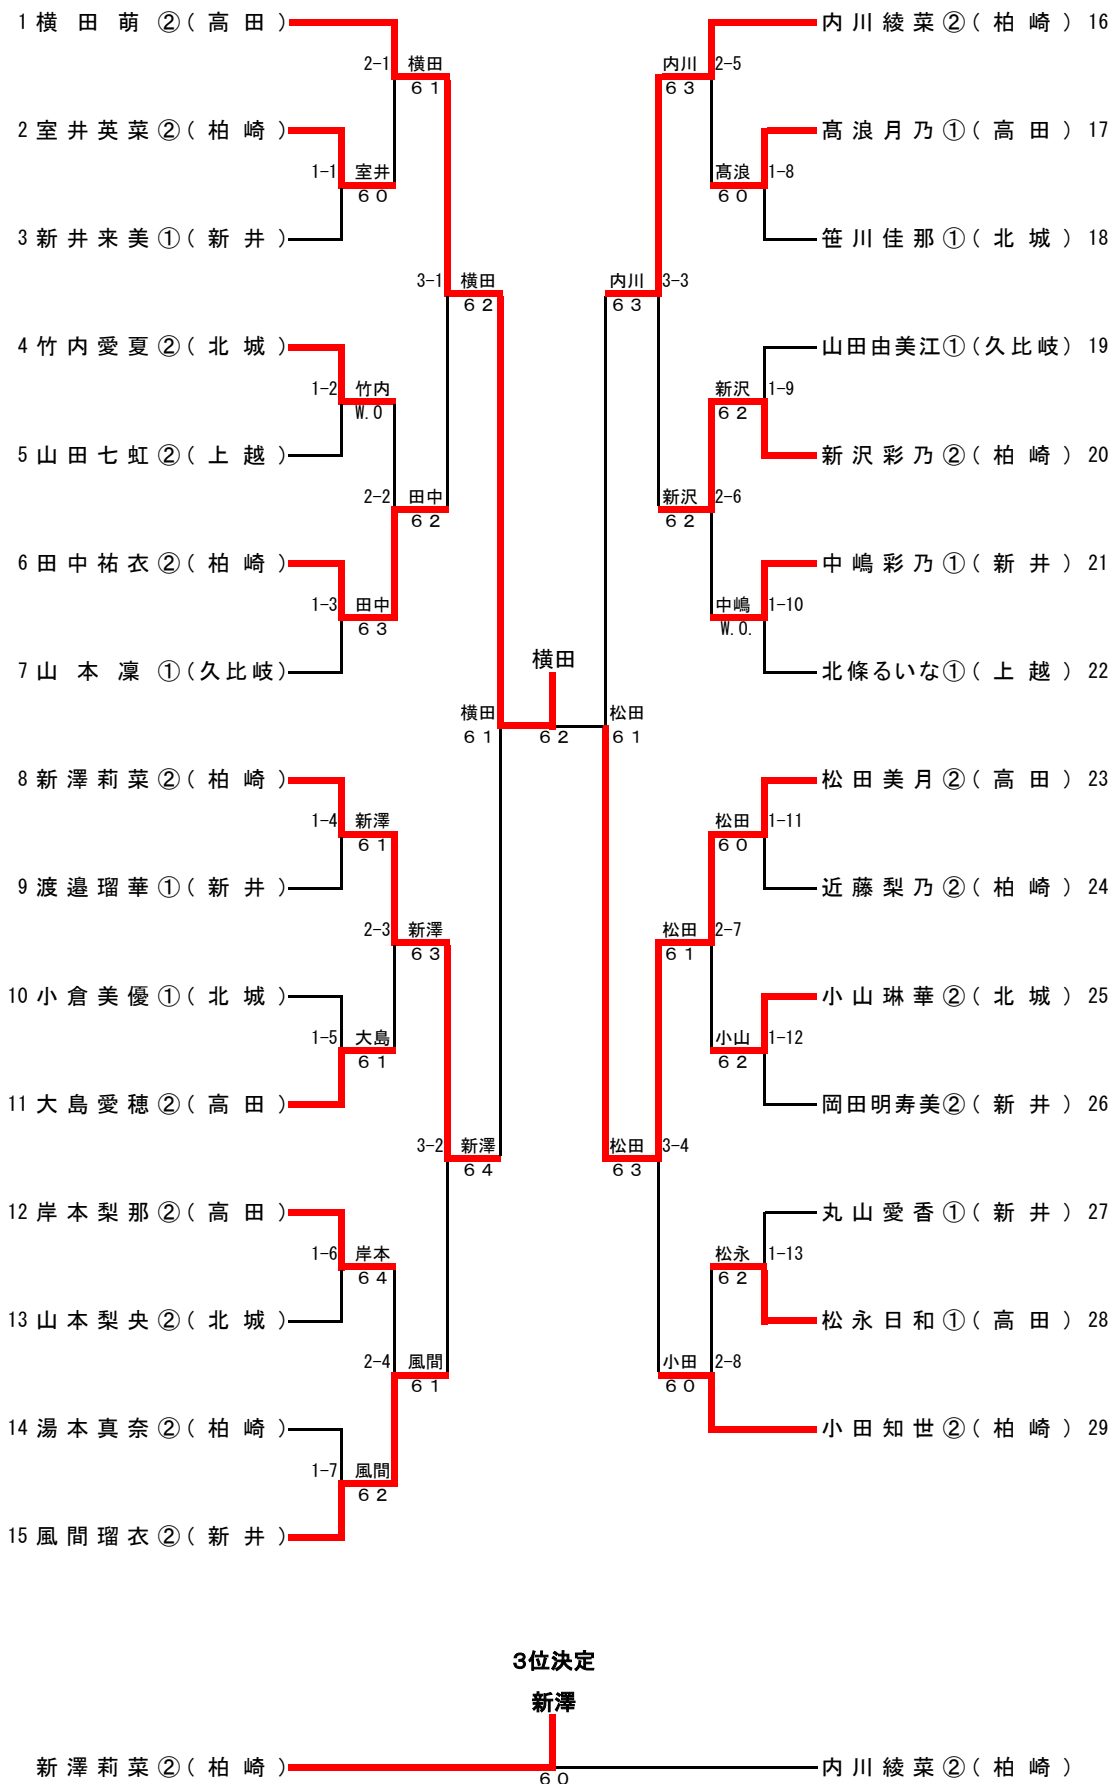 1 横田萌②(高田)
内川綾菜②(柏崎) 16
2-1 横田
6 1
内川 2-5
6 3
2 室井英菜②(柏崎)
髙浪月乃①(高田) 17
1-1 室井
6 0
髙浪 1-8
6 0
3 新井来美①(新井)
笹川佳那①(北城) 18
3-1 横田
6 2
内川 3-3
6 3
4 竹内愛夏②(北城)
山田由美江①(久比岐) 19
1-2 竹内
W.O
新沢 1-9
6 2
5 山田七虹②(上越)
新沢彩乃②(柏崎) 20
2-2 田中
6 2
新沢 2-6
6 2
6 田中祐衣②(柏崎)
中嶋彩乃①(新井) 21
1-3 田中
6 3
中嶋 1-10
W.O.
7 山本凜①(久比岐)
横田
北條るいな①(上越) 22
横田
6 1
6 2
松田
6 1
8 新澤莉菜②(柏崎)
松田美月②(高田) 23
1-4 新澤
6 1
松田 1-11
6 0
9 渡邉瑠華①(新井)
近藤梨乃②(柏崎) 24
2-3 新澤
6 3
松田 2-7
6 1
10 小倉美優①(北城)
小山琳華②(北城) 25
1-5 大島
6 1
小山 1-12
6 2
11 大島愛穂②(高田)
岡田明寿美②(新井) 26
3-2 新澤
6 4
松田 3-4
6 3
12 岸本梨那②(高田)
丸山愛香①(新井) 27
1-6 岸本
6 4
松永 1-13
6 2
13 山本梨央②(北城)
松永日和①(高田) 28
2-4 風間
6 1
小田 2-8
6 0
14 湯本真奈②(柏崎)
小田知世②(柏崎) 29
1-7 風間
6 2
15 風間瑠衣②(新井)
3位決定
新澤
新澤莉菜②(柏崎)
内川綾菜②(柏崎)
6 0